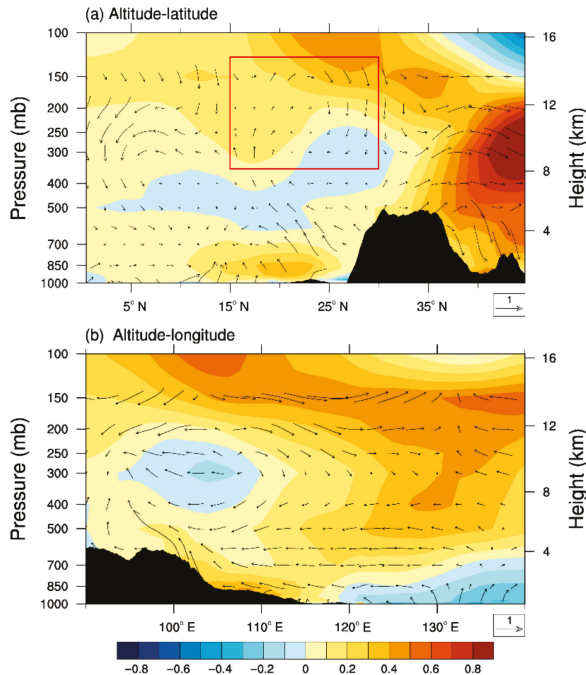 (a) Altitude-latitude
100
150
200
250
300
400
500
700
850
1000
Pressure (mb)
16
12
8
4
Height (km)
5° N
15° N
25° N
35° N
1
(b) Altitude-longitude
100
150
200
250
300
400
500
700
850
1000
Pressure (mb)
16
12
8
4
Height (km)
100° E
110° E
120° E
130° E
1
−0.8 −0.6 −0.4 −0.2 0 0.2 0.4 0.6 0.8